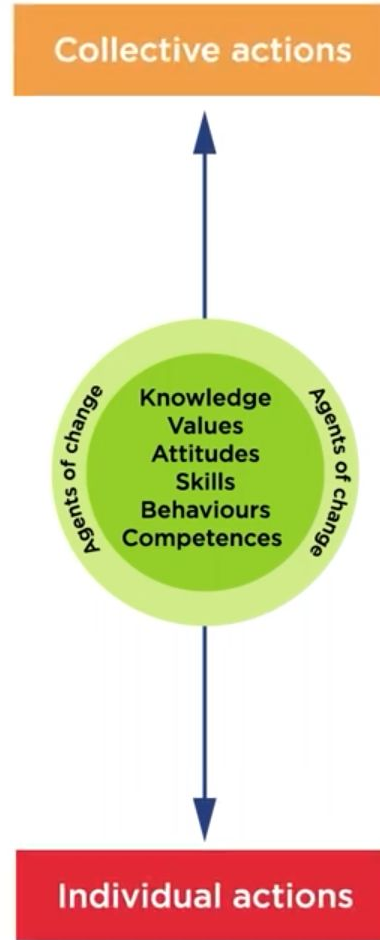 Collective actions
Agents of change
Knowledge
Values
Attitudes
Skills
Behaviours
Competences
Agents of change
Individual actions